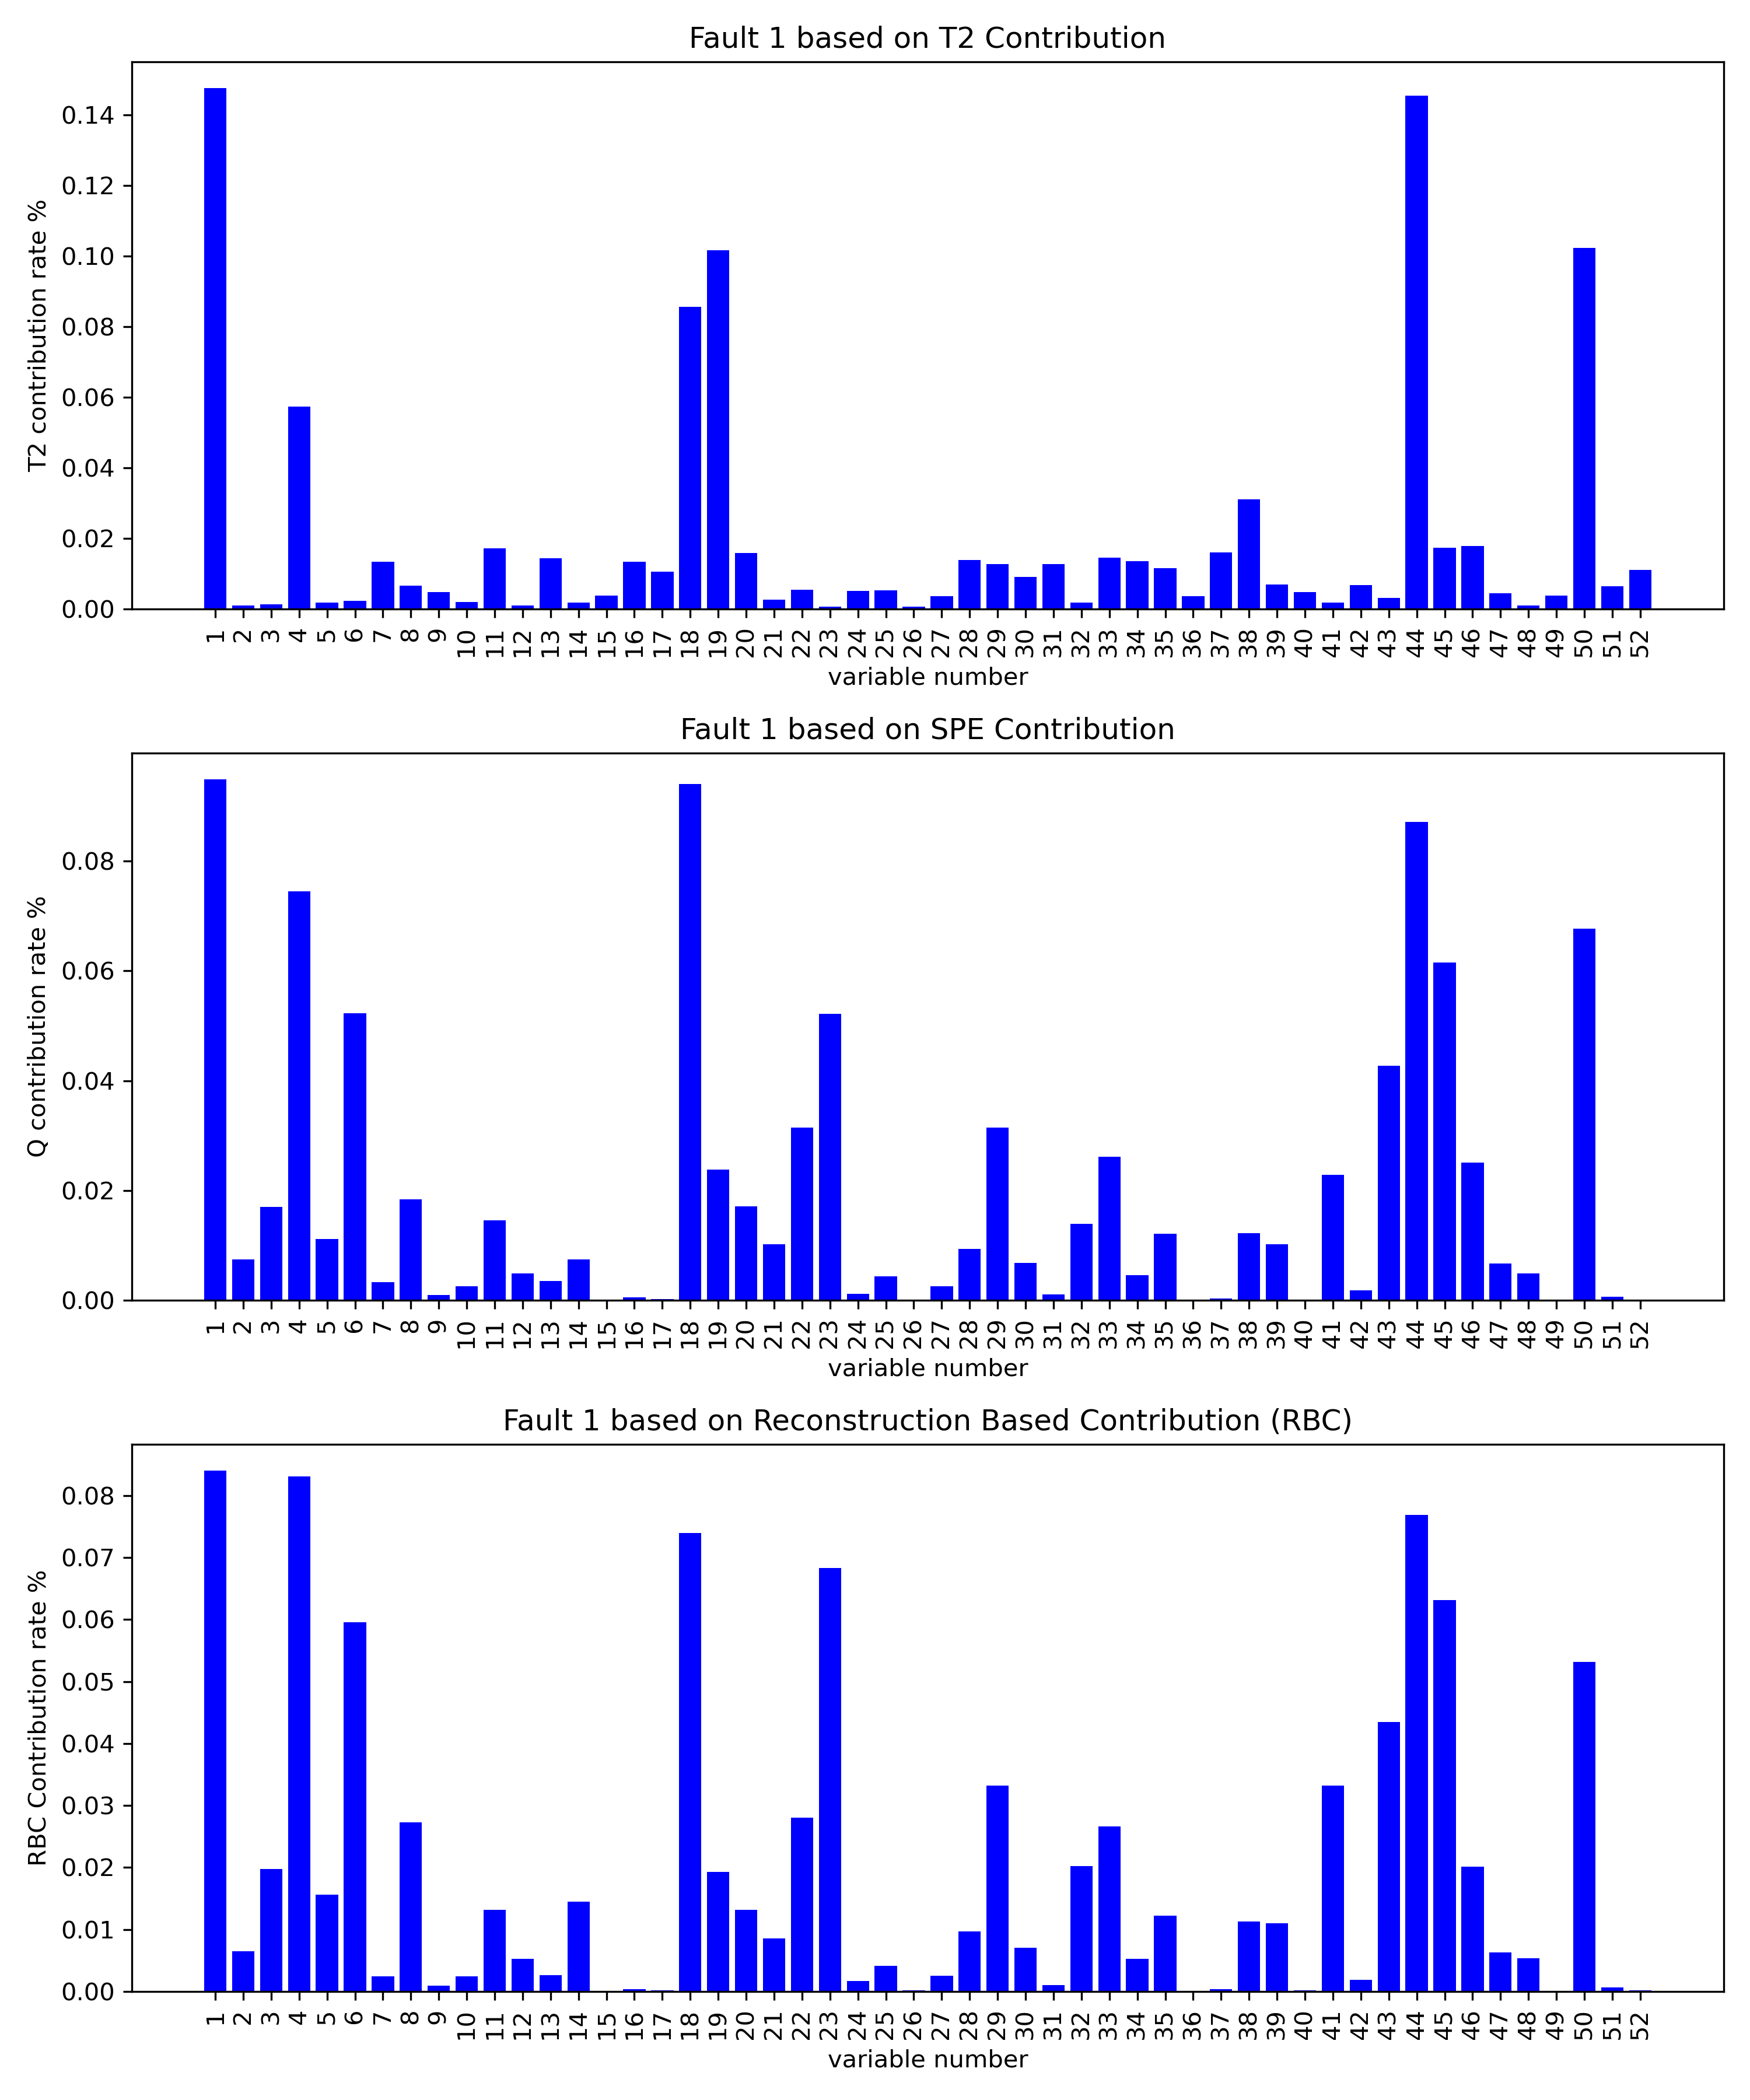 Fault 1 based on T2 Contribution
T2 contribution rate %
0.14
0.12
0.10
0.08
0.06
0.04
0.02
0.00
1 2 3 4 5 6 7 8 9 10 11 12 13 14 15 16 17 18 19 20 21 22 23 24 25 26 27 28 29 30 31 32 33 34 35 36 37 38 39 40 41 42 43 44 45 46 47 48 49 50 51 52
variable number
Fault 1 based on SPE Contribution
Q contribution rate %
0.08
0.06
0.04
0.02
0.00
1 2 3 4 5 6 7 8 9 10 11 12 13 14 15 16 17 18 19 20 21 22 23 24 25 26 27 28 29 30 31 32 33 34 35 36 37 38 39 40 41 42 43 44 45 46 47 48 49 50 51 52
variable number
Fault 1 based on Reconstruction Based Contribution (RBC)
RBC Contribution rate %
0.08
0.07
0.06
0.05
0.04
0.03
0.02
0.01
0.00
1 2 3 4 5 6 7 8 9 10 11 12 13 14 15 16 17 18 19 20 21 22 23 24 25 26 27 28 29 30 31 32 33 34 35 36 37 38 39 40 41 42 43 44 45 46 47 48 49 50 51 52
variable number